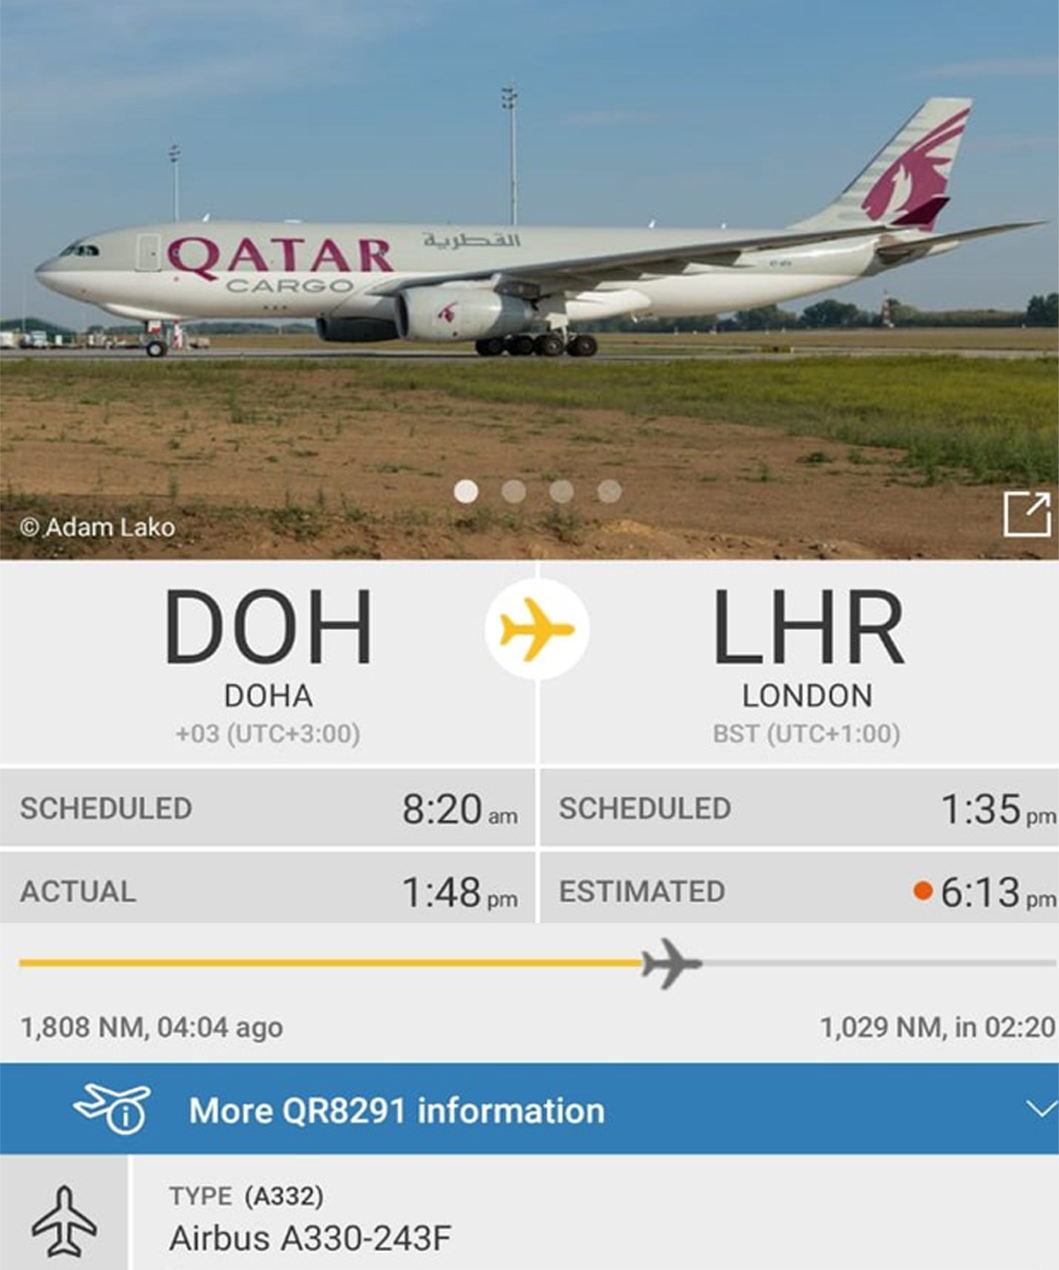 QATAR القطرية
CARGO
© Adam Lako
DOH
DOHA
+03 (UTC+3:00)
LHR
LONDON
BST (UTC+1:00)
SCHEDULED 8:20 am
SCHEDULED 1:35 pm
ACTUAL 1:48 pm
ESTIMATED 6:13 pm
1,808 NM, 04:04 ago
1,029 NM, in 02:20
More QR8291 information
TYPE (A332)
Airbus A330-243F